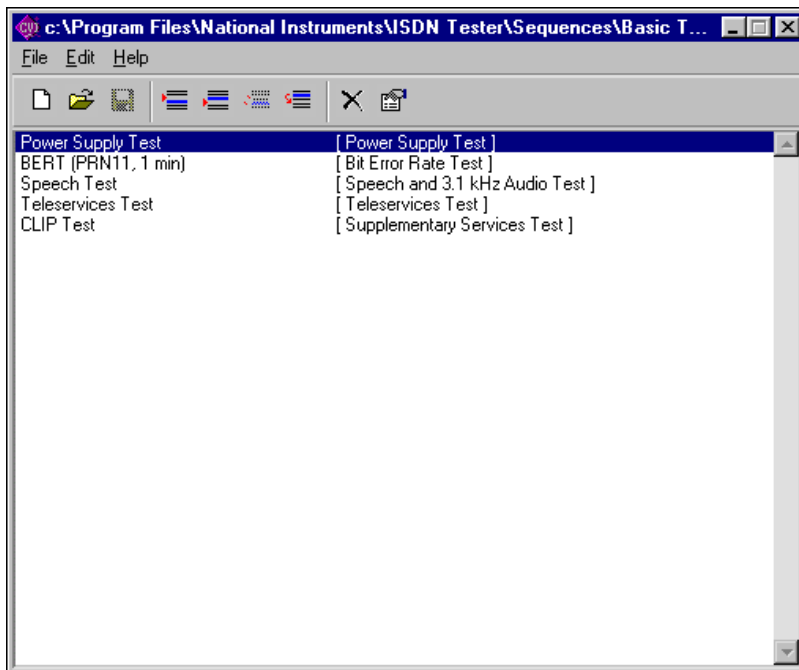 CVI c:\Program Files\National Instruments\ISDN Tester\Sequences\Basic T...
File Edit Help
Power Supply Test [ Power Supply Test ]
BERT (PRN11, 1 min) [ Bit Error Rate Test ]
Speech Test [ Speech and 3.1 kHz Audio Test ]
Teleservices Test [ Teleservices Test ]
CLIP Test [ Supplementary Services Test ]